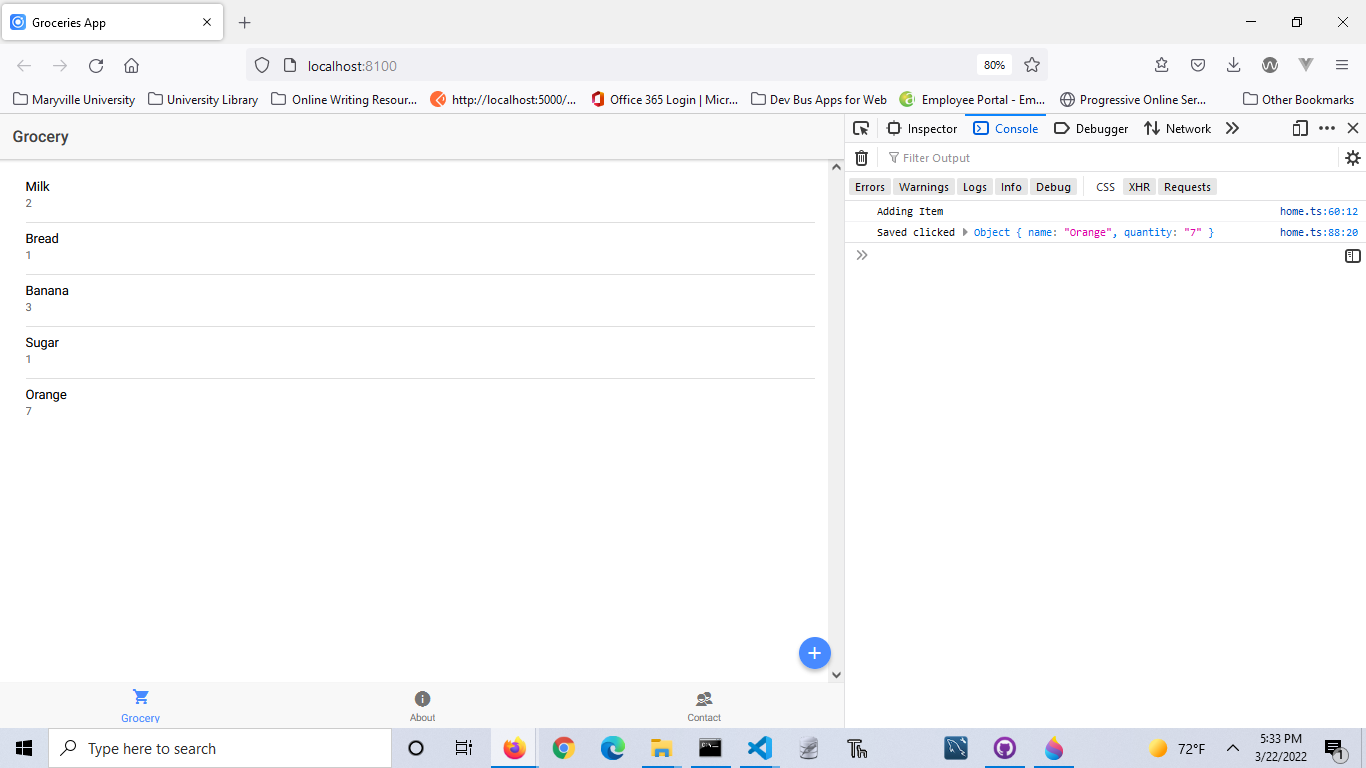 Groceries App
localhost:8100
80%
Maryville University
University Library
Online Writing Resour...
http://localhost:5000/...
Office 365 Login | Micr...
Dev Bus Apps for Web
Employee Portal - Em...
Progressive Online Ser...
Other Bookmarks
Grocery
Milk
2
Bread
1
Banana
3
Sugar
1
Orange
7
Grocery
About
Contact
Inspector
Console
Debugger
Network
Filter Output
Errors
Warnings
Logs
Info
Debug
CSS
XHR
Requests
Adding Item home.ts:60:12
Saved clicked Object { name: "Orange", quantity: "7" } home.ts:88:20
Type here to search
Th
72°F
5:33 PM
3/22/2022
1